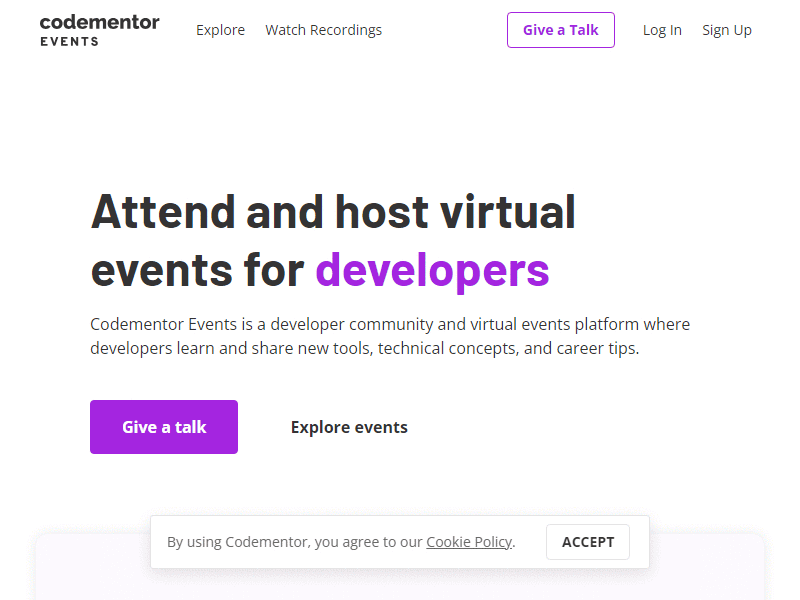 codementor
EVENTS
Explore
Watch Recordings
Give a Talk
Log In
Sign Up
Attend and host virtual
events for developers
Codementor Events is a developer community and virtual events platform where
developers learn and share new tools, technical concepts, and career tips.
Give a talk
Explore events
By using Codementor, you agree to our Cookie Policy.
ACCEPT